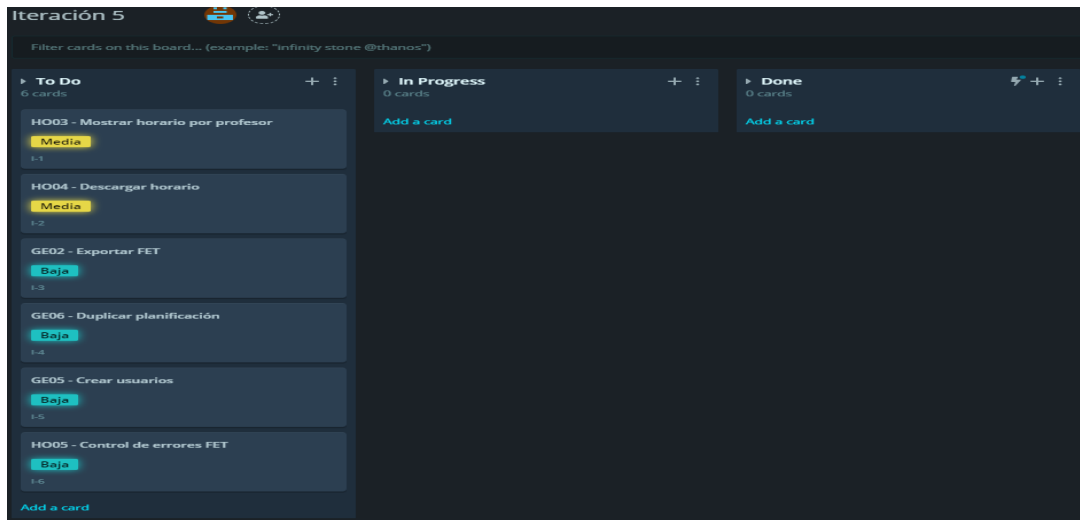 Iteración 5
Filter cards on this board... (example: "infinity stone @thanos")
To Do
6 cards
HO03 - Mostrar horario por profesor
Media
I-1
HO04 - Descargar horario
Media
I-2
GE02 - Exportar FET
Baja
I-3
GE06 - Duplicar planificación
Baja
I-4
GE05 - Crear usuarios
Baja
I-5
HO05 - Control de errores FET
Baja
I-6
Add a card
In Progress
0 cards
Add a card
Done
0 cards
Add a card